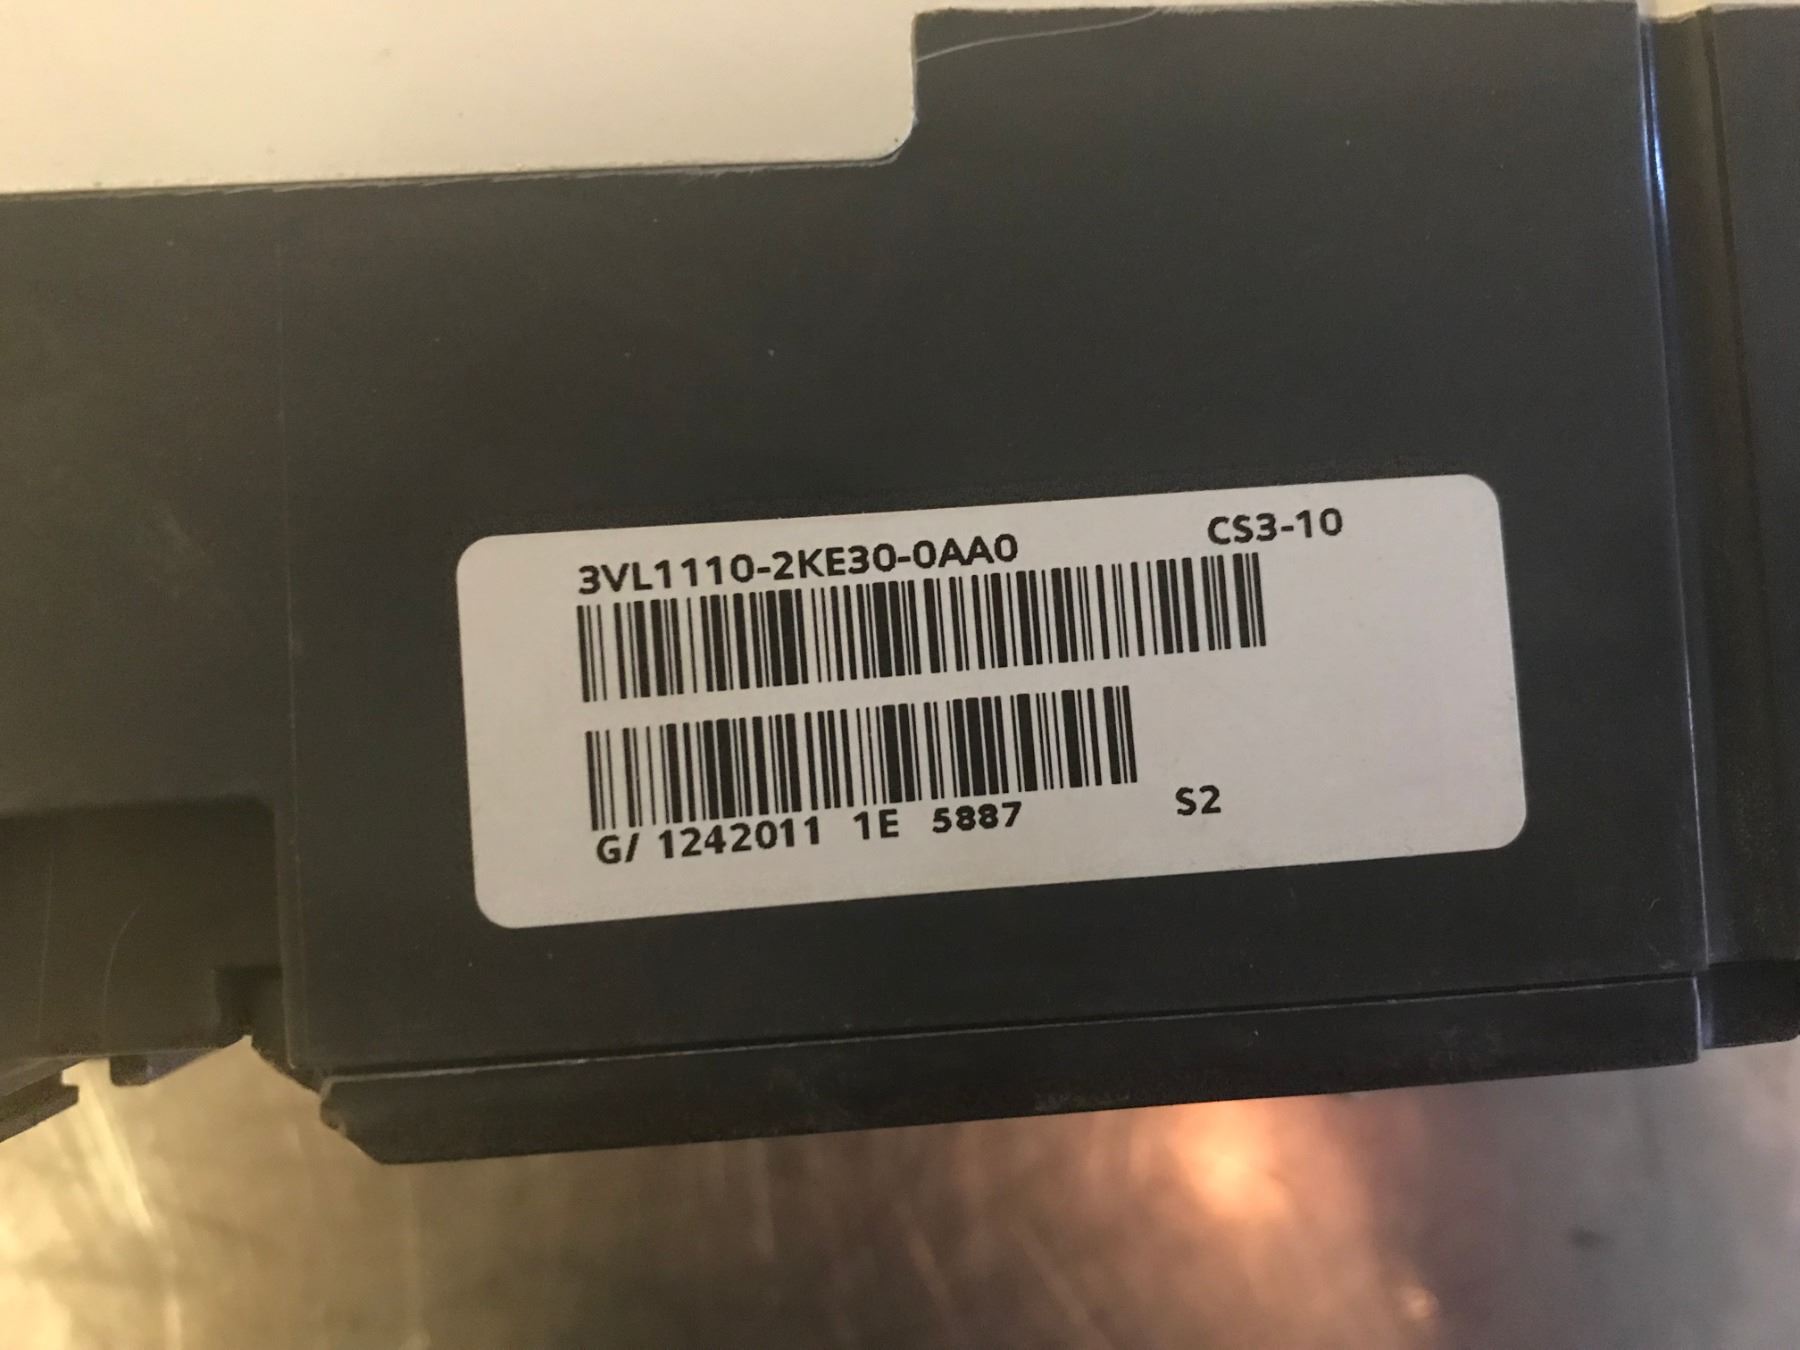 3VL1110-2KE30-0AA0 CS3-10
G/ 1242011 1E 5887 S2